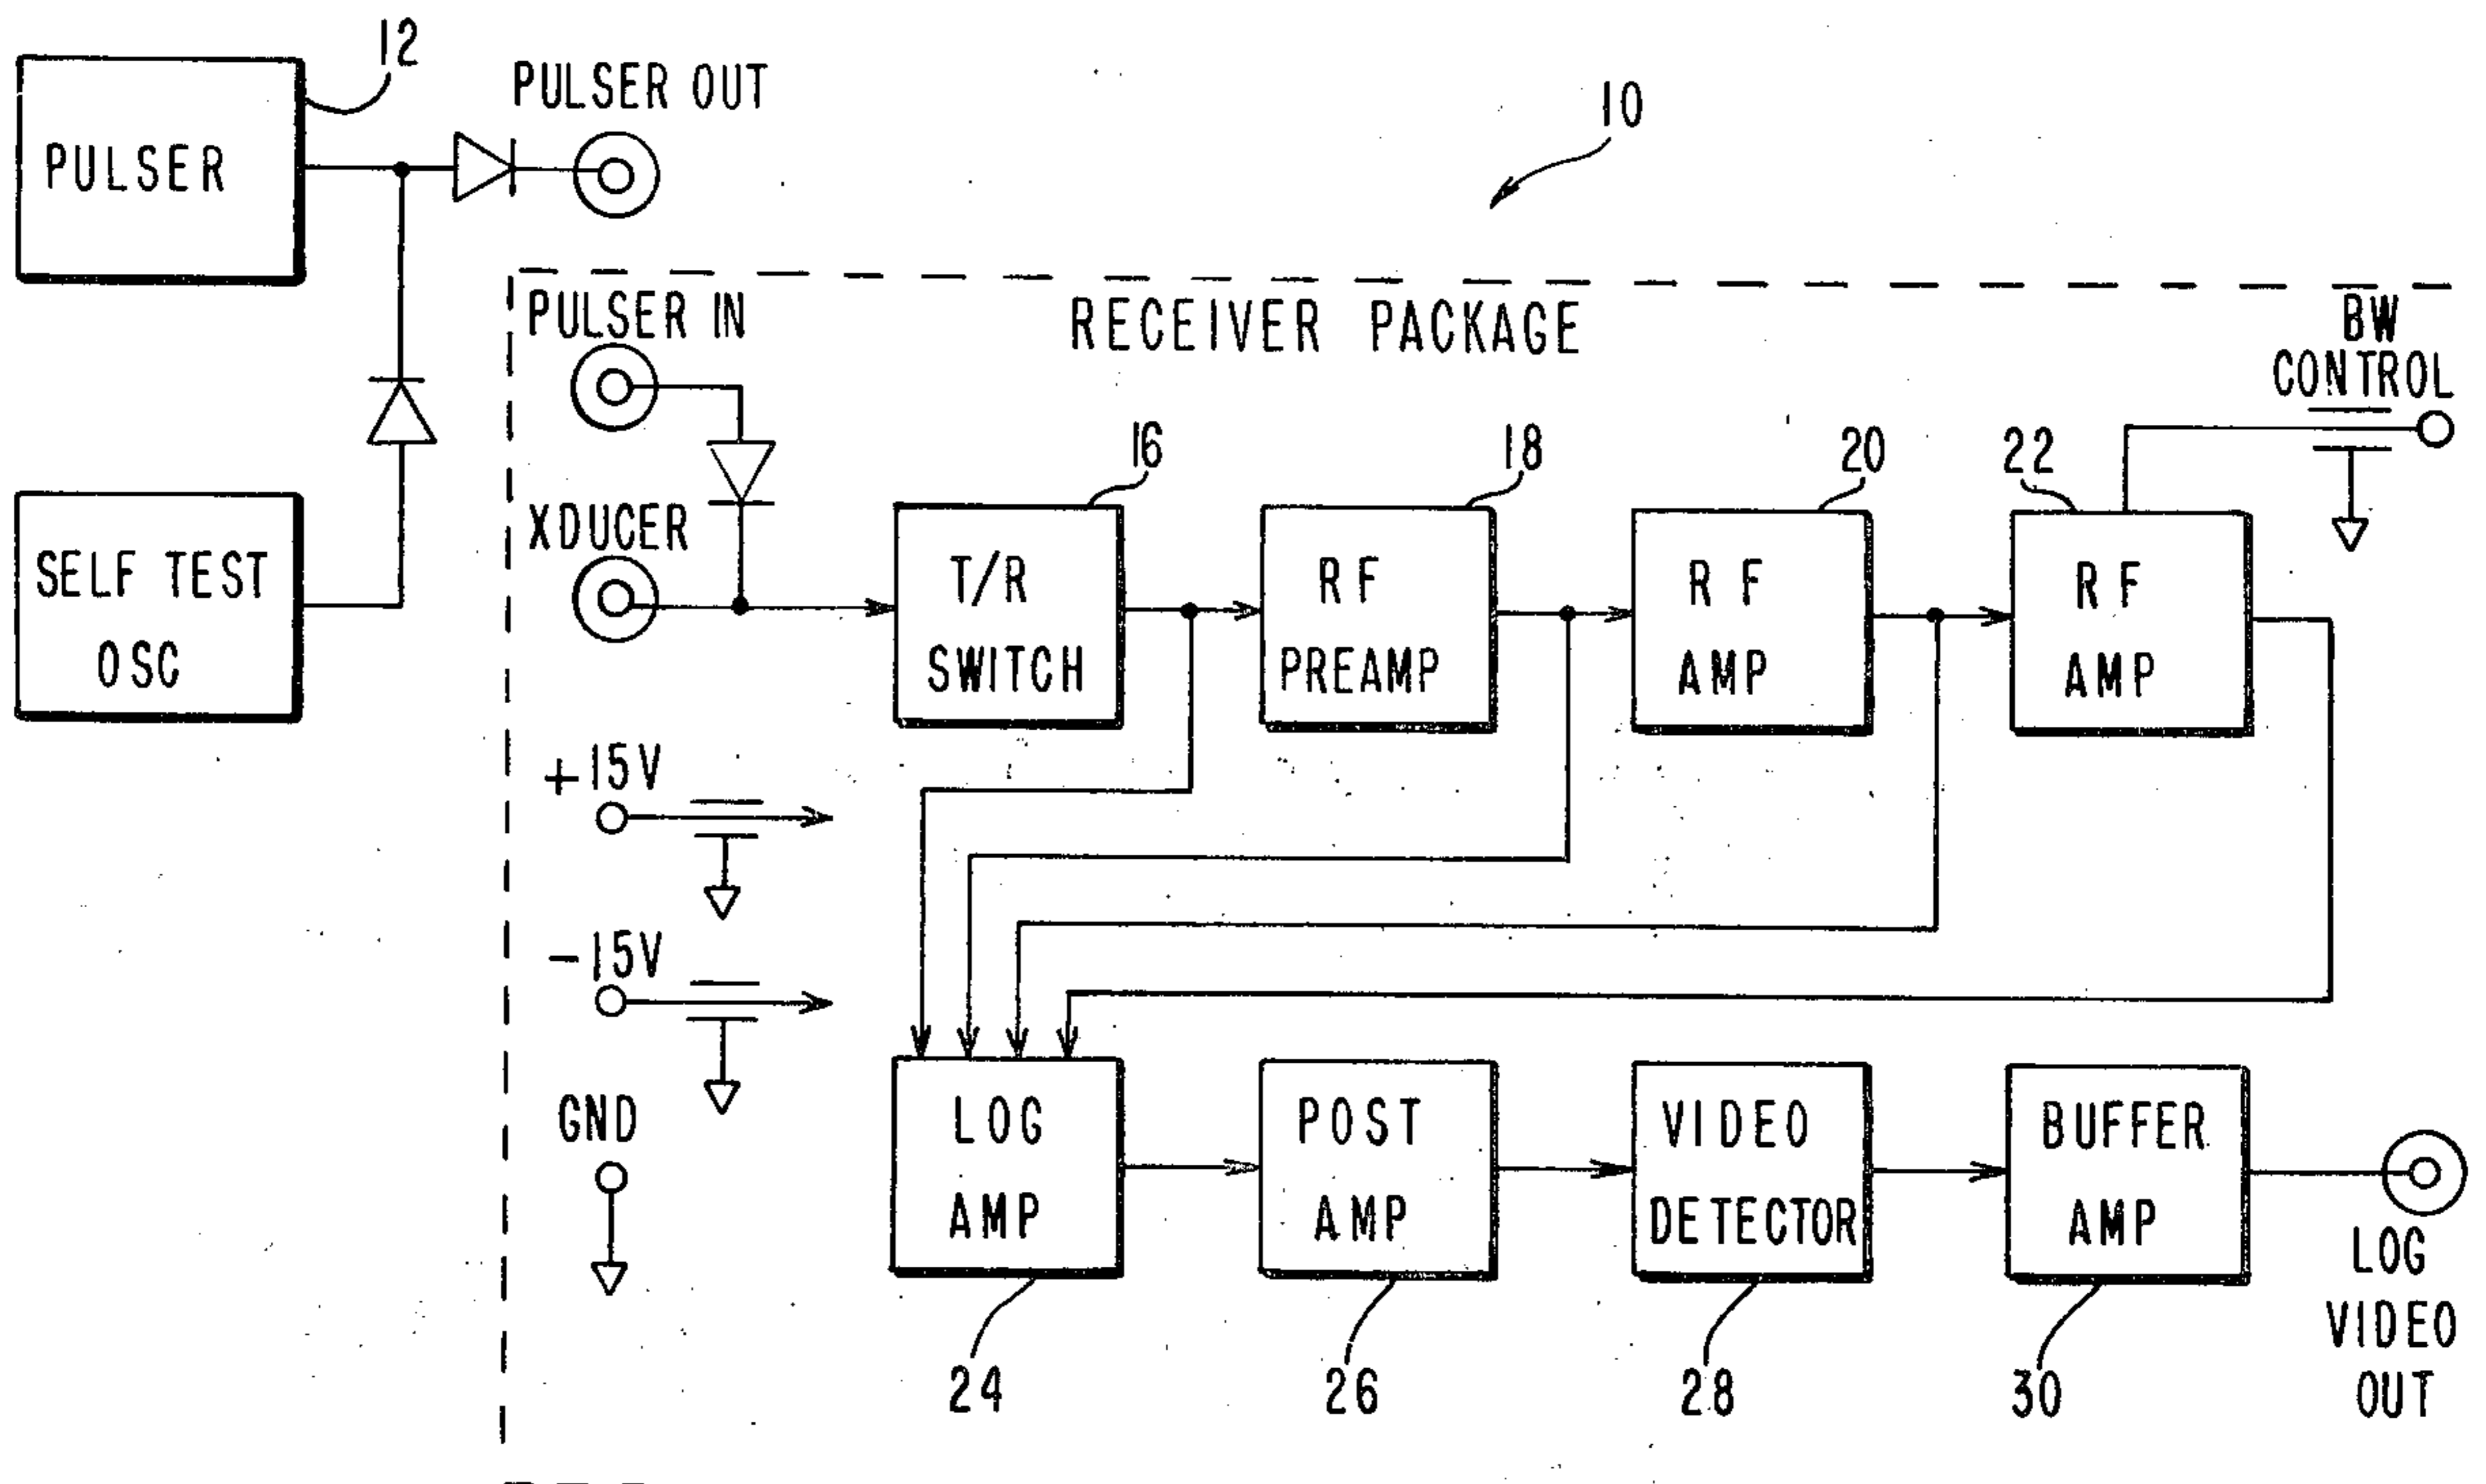 12
PULSER OUT
10
PULSER
PULSER IN
RECEIVER PACKAGE
BW
CONTROL
16
18
20
22
XDUCER
SELF TEST
OSC
T/R
SWITCH
RF
PREAMP
RF
AMP
RF
AMP
+15V
-15V
GND
LOG
AMP
POST
AMP
VIDEO
DETECTOR
BUFFER
AMP
LOG
VIDEO
OUT
24
26
28
30